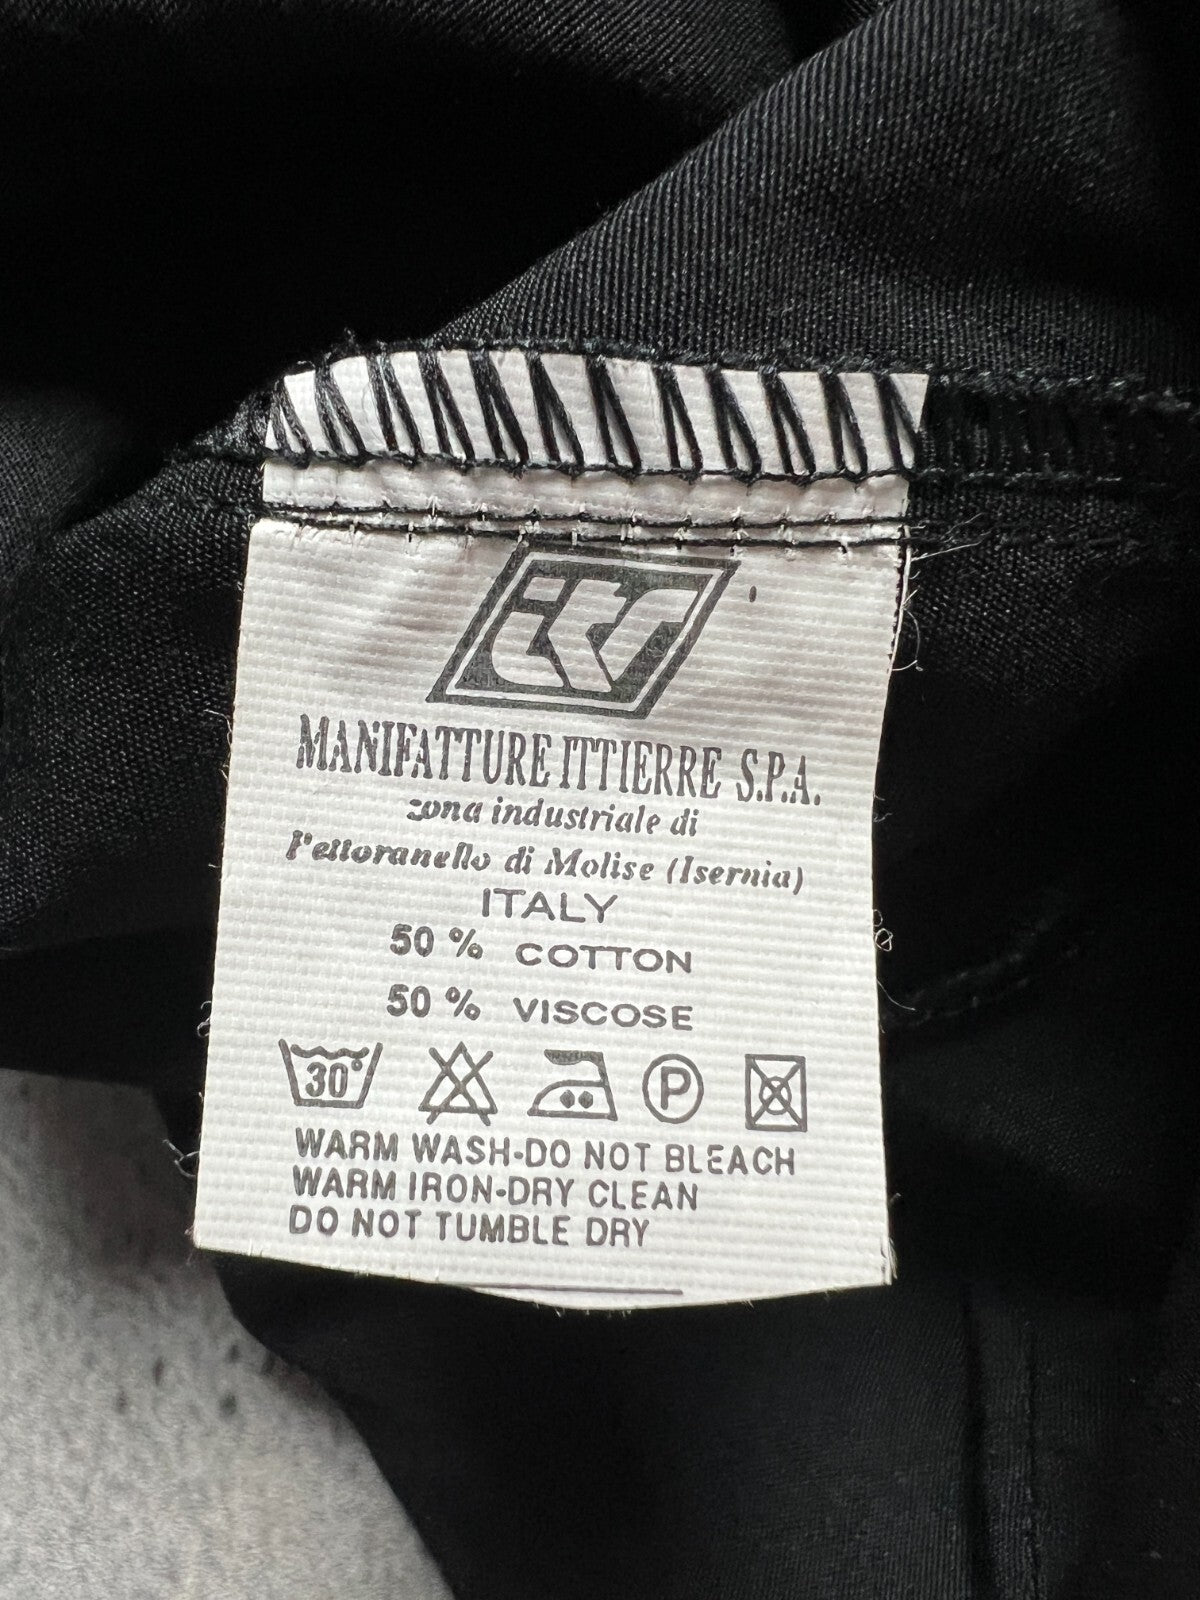 itr
MANIFATTURE ITTIERRE S.P.A.
zona industriale di
Pettoranello di Molise (Isernia)
ITALY
50 % COTTON
50 % VISCOSE
30° P
WARM WASH-DO NOT BLEACH
WARM IRON-DRY CLEAN
DO NOT TUMBLE DRY